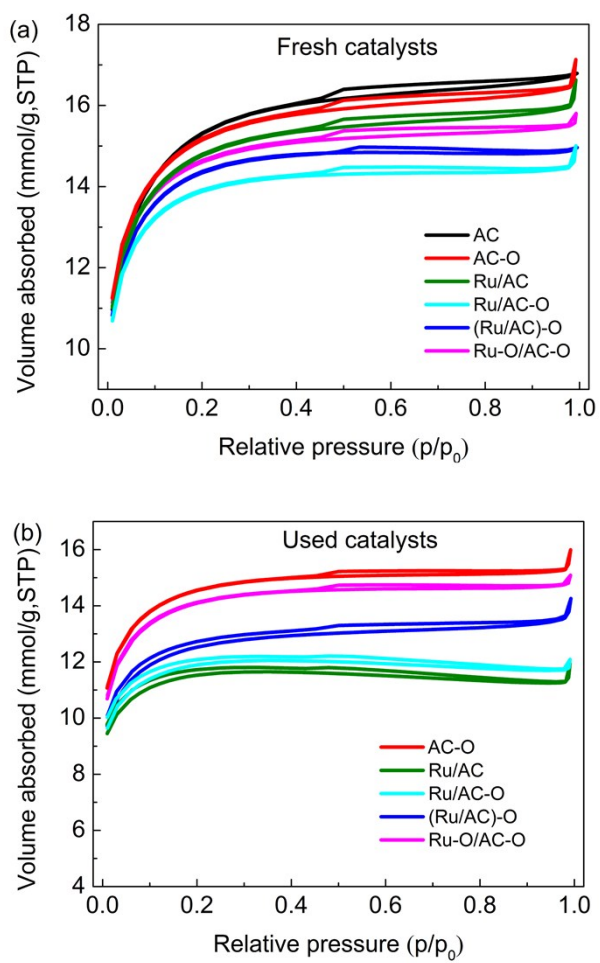 (a)
Fresh catalysts
Volume absorbed (mmol/g,STP)
18
16
14
12
10
AC
AC-O
Ru/AC
Ru/AC-O
(Ru/AC)-O
Ru-O/AC-O
0.0 0.2 0.4 0.6 0.8 1.0
Relative pressure (p/p₀)
(b)
Used catalysts
Volume absorbed (mmol/g,STP)
16
14
12
10
8
6
4
AC-O
Ru/AC
Ru/AC-O
(Ru/AC)-O
Ru-O/AC-O
0.0 0.2 0.4 0.6 0.8 1.0
Relative pressure (p/p₀)